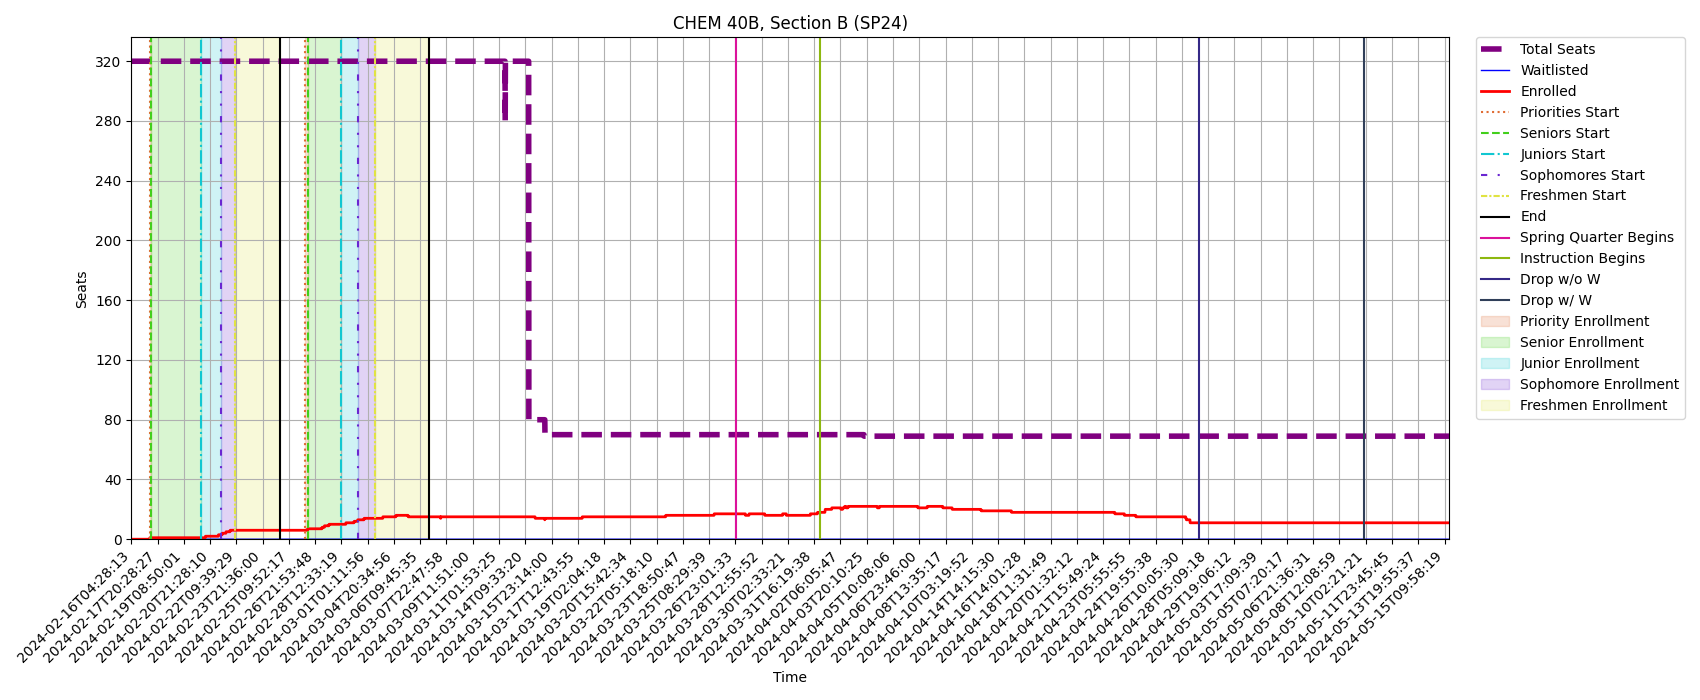 CHEM 40B, Section B (SP24)
Seats
320
280
240
200
160
120
80
40
0
2024-02-16T04:28:13
2024-02-17T20:28:27
2024-02-19T08:50:01
2024-02-20T21:28:10
2024-02-22T09:39:29
2024-02-23T21:36:00
2024-02-25T09:52:17
2024-02-26T21:53:48
2024-02-28T12:33:19
2024-03-01T01:11:56
2024-03-04T20:34:56
2024-03-06T09:45:35
2024-03-07T22:47:58
2024-03-09T11:51:00
2024-03-11T11:53:25
2024-03-14T09:33:20
2024-03-15T23:14:00
2024-03-17T12:43:55
2024-03-19T02:04:18
2024-03-20T15:42:34
2024-03-22T05:18:10
2024-03-23T18:50:47
2024-03-25T08:29:39
2024-03-26T23:01:33
2024-03-28T12:55:52
2024-03-30T02:33:21
2024-03-31T16:19:38
2024-04-02T06:05:47
2024-04-03T20:10:25
2024-04-05T10:08:06
2024-04-06T23:46:00
2024-04-08T13:35:17
2024-04-10T03:19:52
2024-04-14T14:15:30
2024-04-16T14:01:28
2024-04-18T11:31:49
2024-04-20T01:32:12
2024-04-21T15:49:24
2024-04-23T05:55:55
2024-04-24T19:55:38
2024-04-26T10:05:30
2024-04-28T05:09:18
2024-04-29T19:06:12
2024-05-03T17:09:39
2024-05-05T07:20:17
2024-05-06T21:36:31
2024-05-08T12:08:59
2024-05-10T02:21:21
2024-05-11T23:45:45
2024-05-13T19:55:37
2024-05-15T09:58:19
Time
Total Seats
Waitlisted
Enrolled
Priorities Start
Seniors Start
Juniors Start
Sophomores Start
Freshmen Start
End
Spring Quarter Begins
Instruction Begins
Drop w/o W
Drop w/ W
Priority Enrollment
Senior Enrollment
Junior Enrollment
Sophomore Enrollment
Freshmen Enrollment